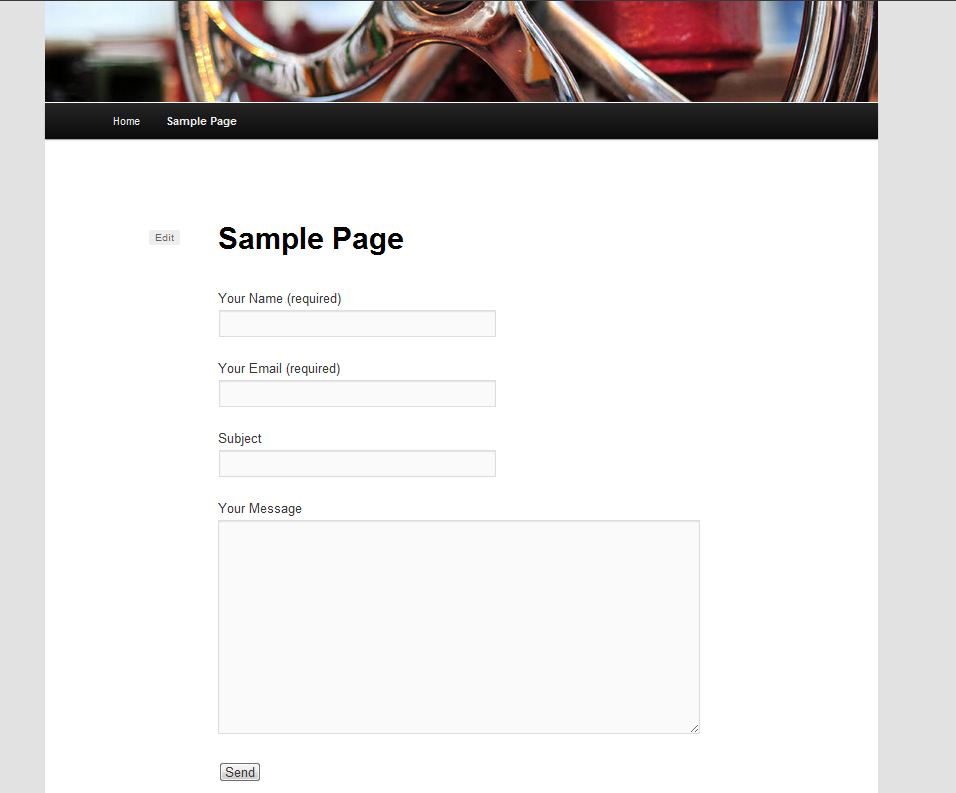 Home Sample Page
Edit Sample Page
Your Name (required)
Your Email (required)
Subject
Your Message
Send